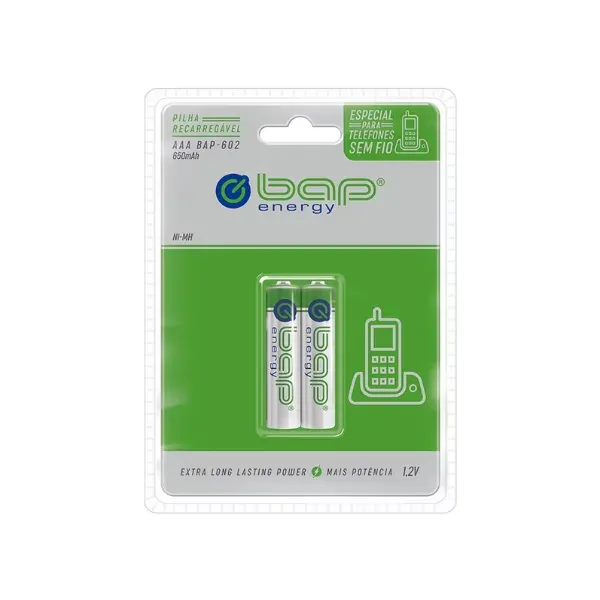 PILHA
RECARREGÁVEL
AAA BAP-602
650mAh
ESPECIAL
PARA
TELEFONES
SEM FIO
bap®
energy
Ni-MH
bap®
energy
bap®
EXTRA LONG LASTING POWER MAIS POTÊNCIA 1,2V